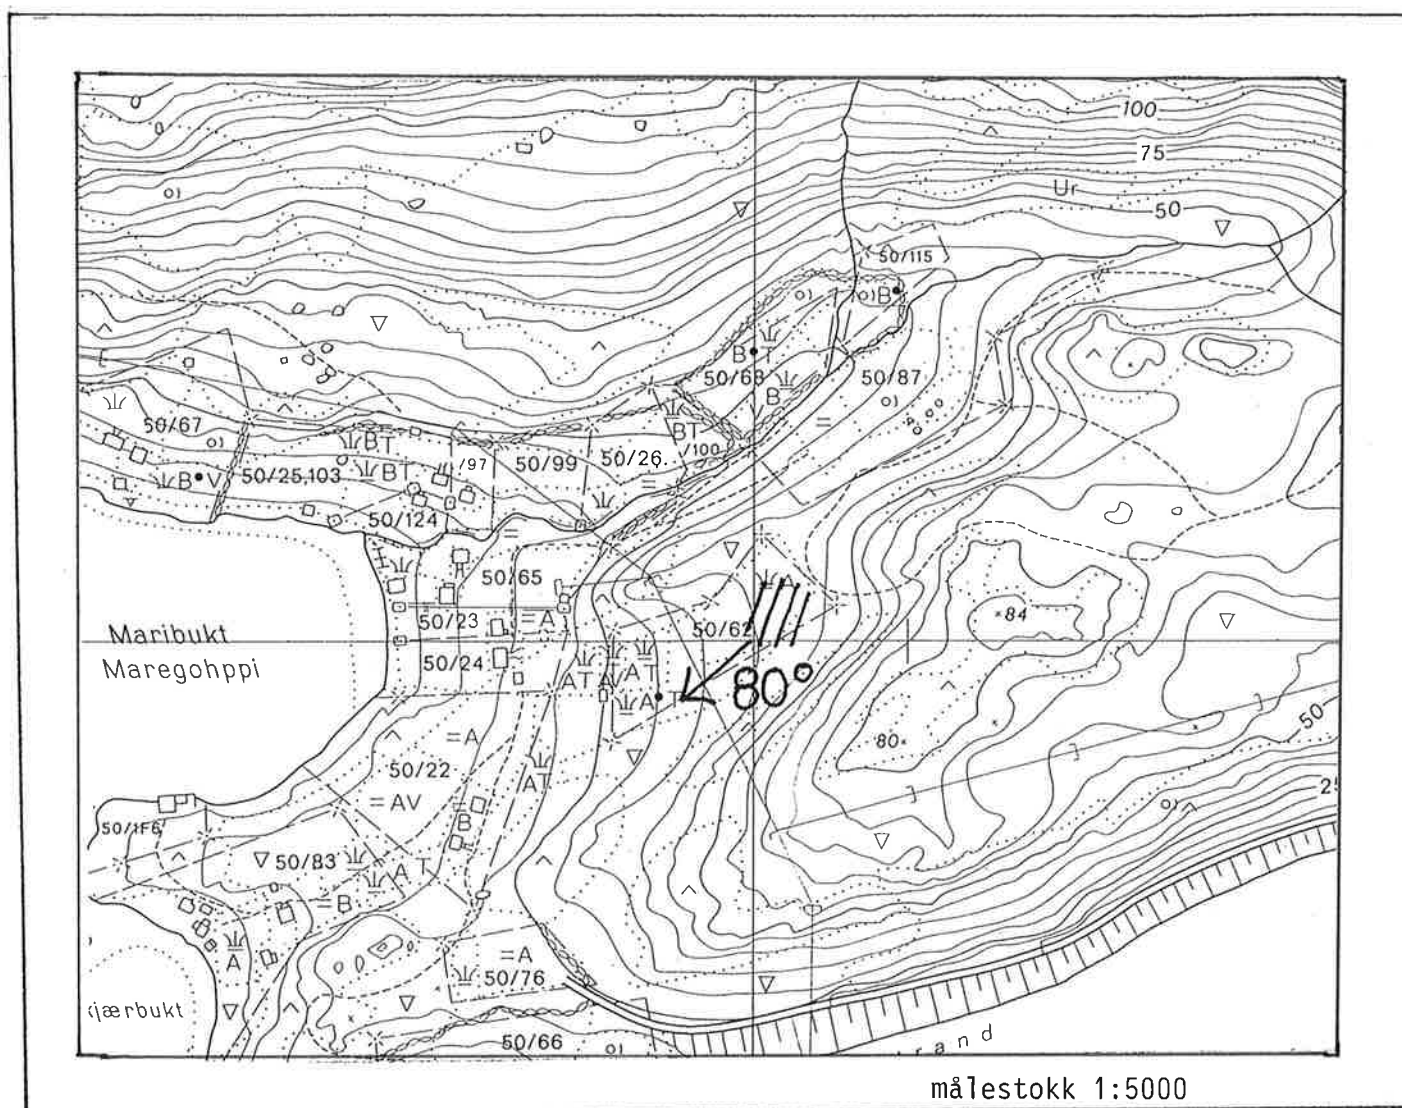 100
75
Ur
50
50/115
o)
o) B
o)
B T
50/68
B
50/87
o)
50/67
o)
B T
BT
/100
B V
50/25,103
BT
/97
50/99
50/26
50/124
50/65
A
50/23
= A
50/62
84
Maribukt
Maregohppi
50/24
AT
AT
A T
80°
80
50
= A
50/22
AT
= AV
B
25
o)
50/1F6
50/83
A T
= B
A
= A
50/76
kjærbukt
50/66
o)
rand
målestokk 1:5000